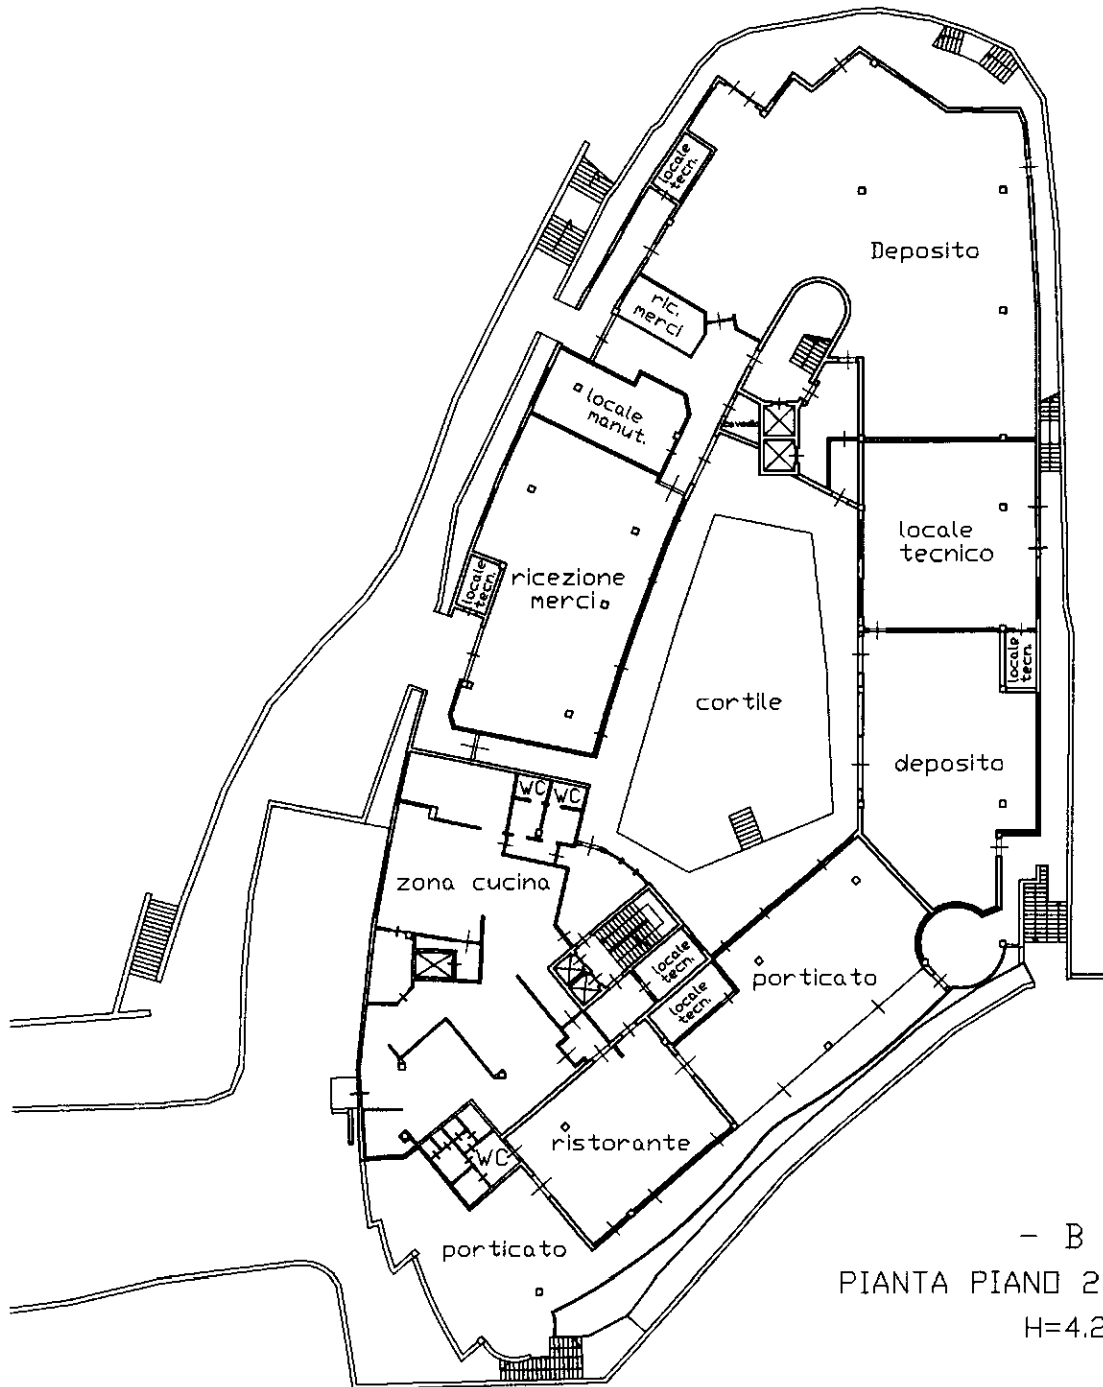 locale
tecn.
Deposito
ric.
merci
locale
manut.
locale
tecnico
ricezione
merci
locale
tecn.
locale
tecn.
cortile
deposito
WC
WC
zona cucina
locale
tecn.
locale
tecn.
porticato
ristorante
WC
porticato
- B
PIANTA PIANO 2
H=4.2